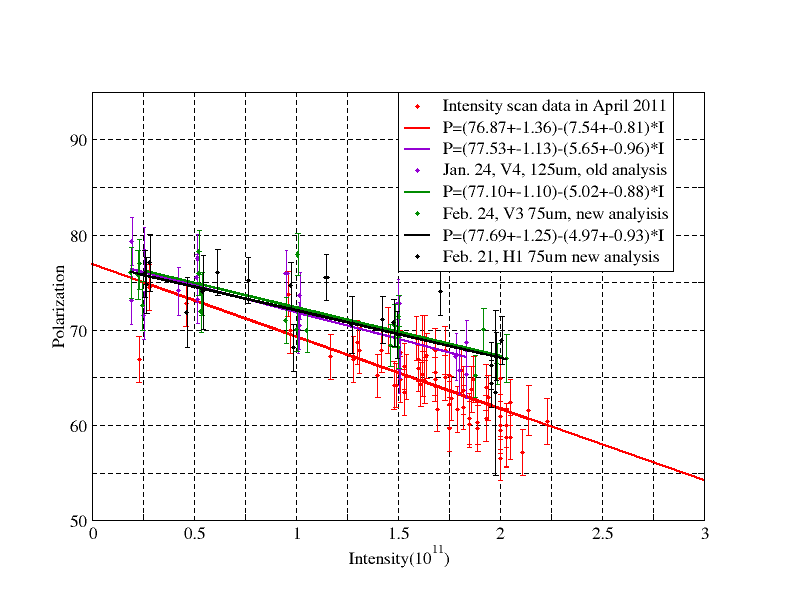 Intensity scan data in April 2011
P=(76.87+-1.36)-(7.54+-0.81)*I
P=(77.53+-1.13)-(5.65+-0.96)*I
Jan. 24, V4, 125um, old analysis
P=(77.10+-1.10)-(5.02+-0.88)*I
Feb. 24, V3 75um, new analyisis
P=(77.69+-1.25)-(4.97+-0.93)*I
Feb. 21, H1 75um new analysis
90
80
70
60
50
Polarization
0 0.5 1 1.5 2 2.5 3
Intensity(10^11)